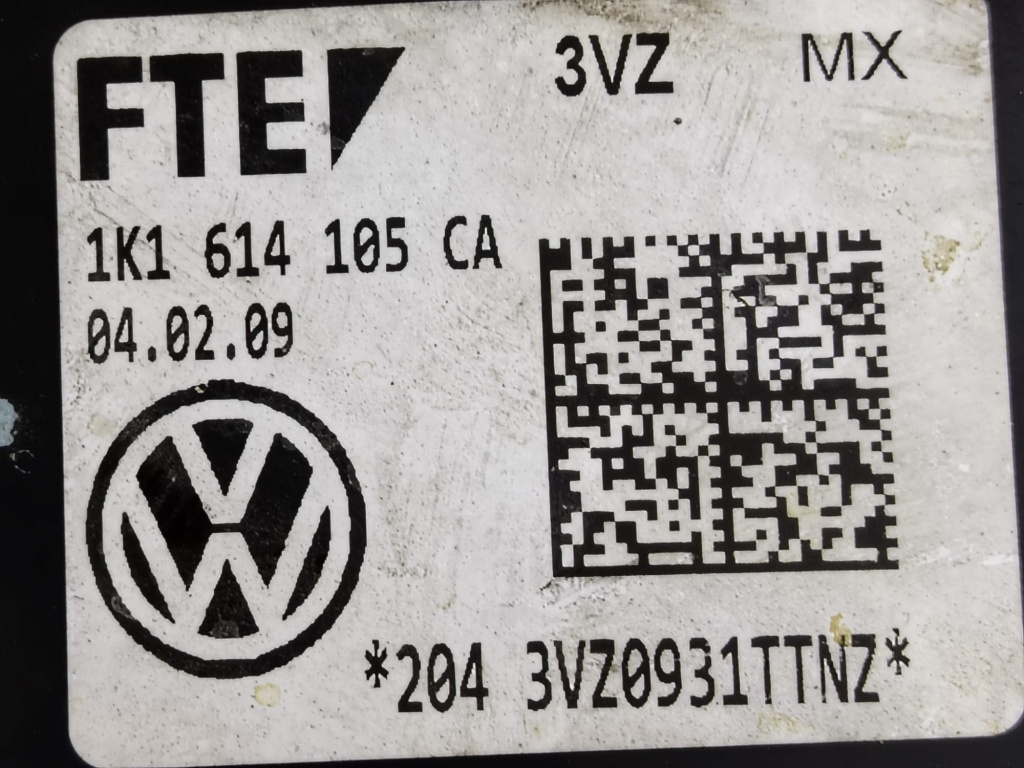 FTE 3VZ MX
1K1 614 105 CA
04.02.09
*204 3VZ0931TTNZ*